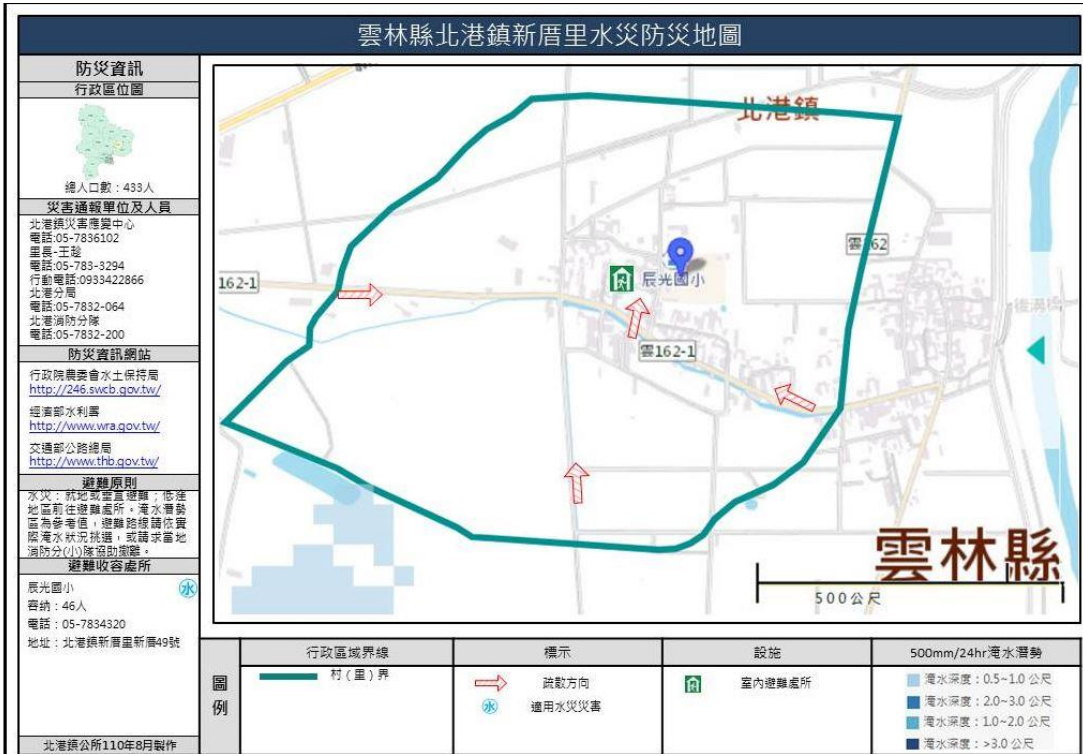 雲林縣北港鎮新厝里水災防災地圖
防災資訊
行政區位圖
總人口數：433人
災害通報單位及人員
北港鎮災害應變中心
電話:05-7836102
里長-王
電話:05-783-3294
行動電話:0933422866
北港分局
電話:05-7832-064
北港消防分隊
電話:05-7832-200
防災資訊網站
行政院農委會水土保持局
http://246.swcb.gov.tw/
經濟部水利署
http://www.wra.gov.tw/
交通部公路總局
http://www.thb.gov.tw/
避難原則
水災：就地或垂直避難；低窪
地區前往避難處所。淹水潛勢
區為參考值，避難路線請依實
際淹水狀況挑選，或請求當地
消防分(小)隊協助撤離。
避難收容處所
辰光國小
水
容納：46人
電話：05-7834320
地址：北港鎮新厝里新厝49號
北港鎮公所110年8月製作
北港鎮
雲162
162-1
辰光國小
後溝橋
雲162-1
雲林縣
500公尺
圖例
行政區域界線
村(里)界
標示
疏散方向
水
適用水災災害
設施
室內避難處所
500mm/24hr淹水潛勢
淹水深度：0.5~1.0 公尺
淹水深度：2.0~3.0 公尺
淹水深度：1.0~2.0 公尺
淹水深度：>3.0 公尺